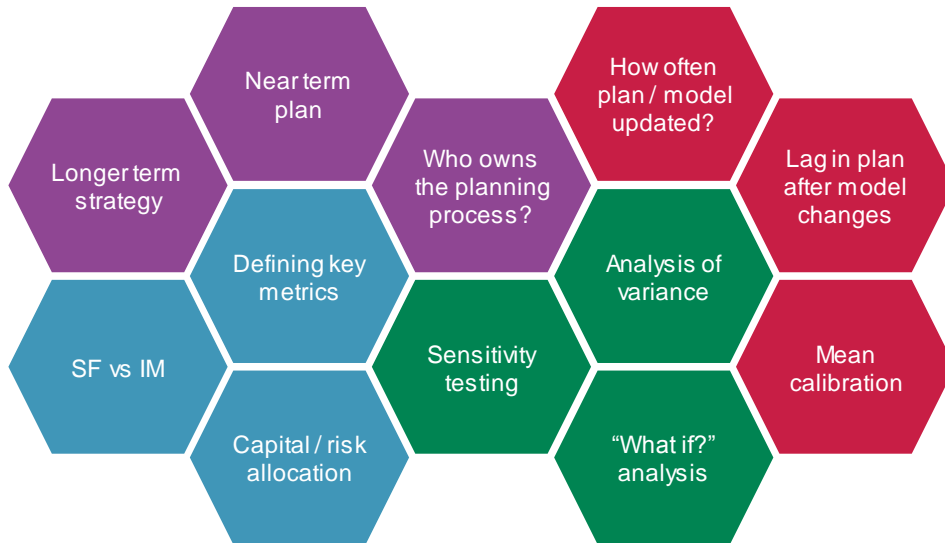 Near term
plan
How often
plan / model
updated?
Longer term
strategy
Who owns
the planning
process?
Lag in plan
after model
changes
Defining key
metrics
Analysis of
variance
SF vs IM
Sensitivity
testing
Mean
calibration
Capital / risk
allocation
“What if?”
analysis